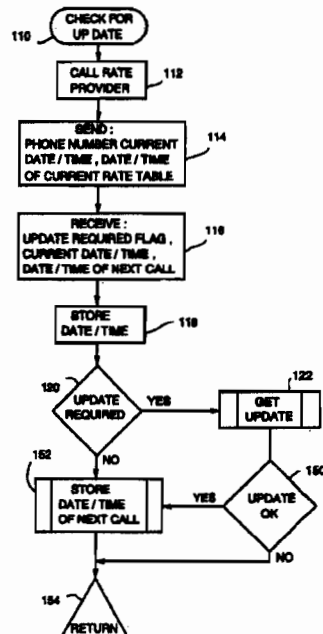 110
CHECK FOR
UP DATE
CALL RATE
PROVIDER
112
SEND :
PHONE NUMBER CURRENT
DATE / TIME , DATE / TIME
OF CURRENT RATE TABLE
114
RECEIVE :
UPDATE REQUIRED FLAG ,
CURRENT DATE / TIME ,
DATE / TIME OF NEXT CALL
116
STORE
DATE / TIME
118
120
UPDATE
REQUIRED
YES
122
GET
UPDATE
NO
152
STORE
DATE / TIME
OF NEXT CALL
YES
150
UPDATE
OK
NO
154
RETURN